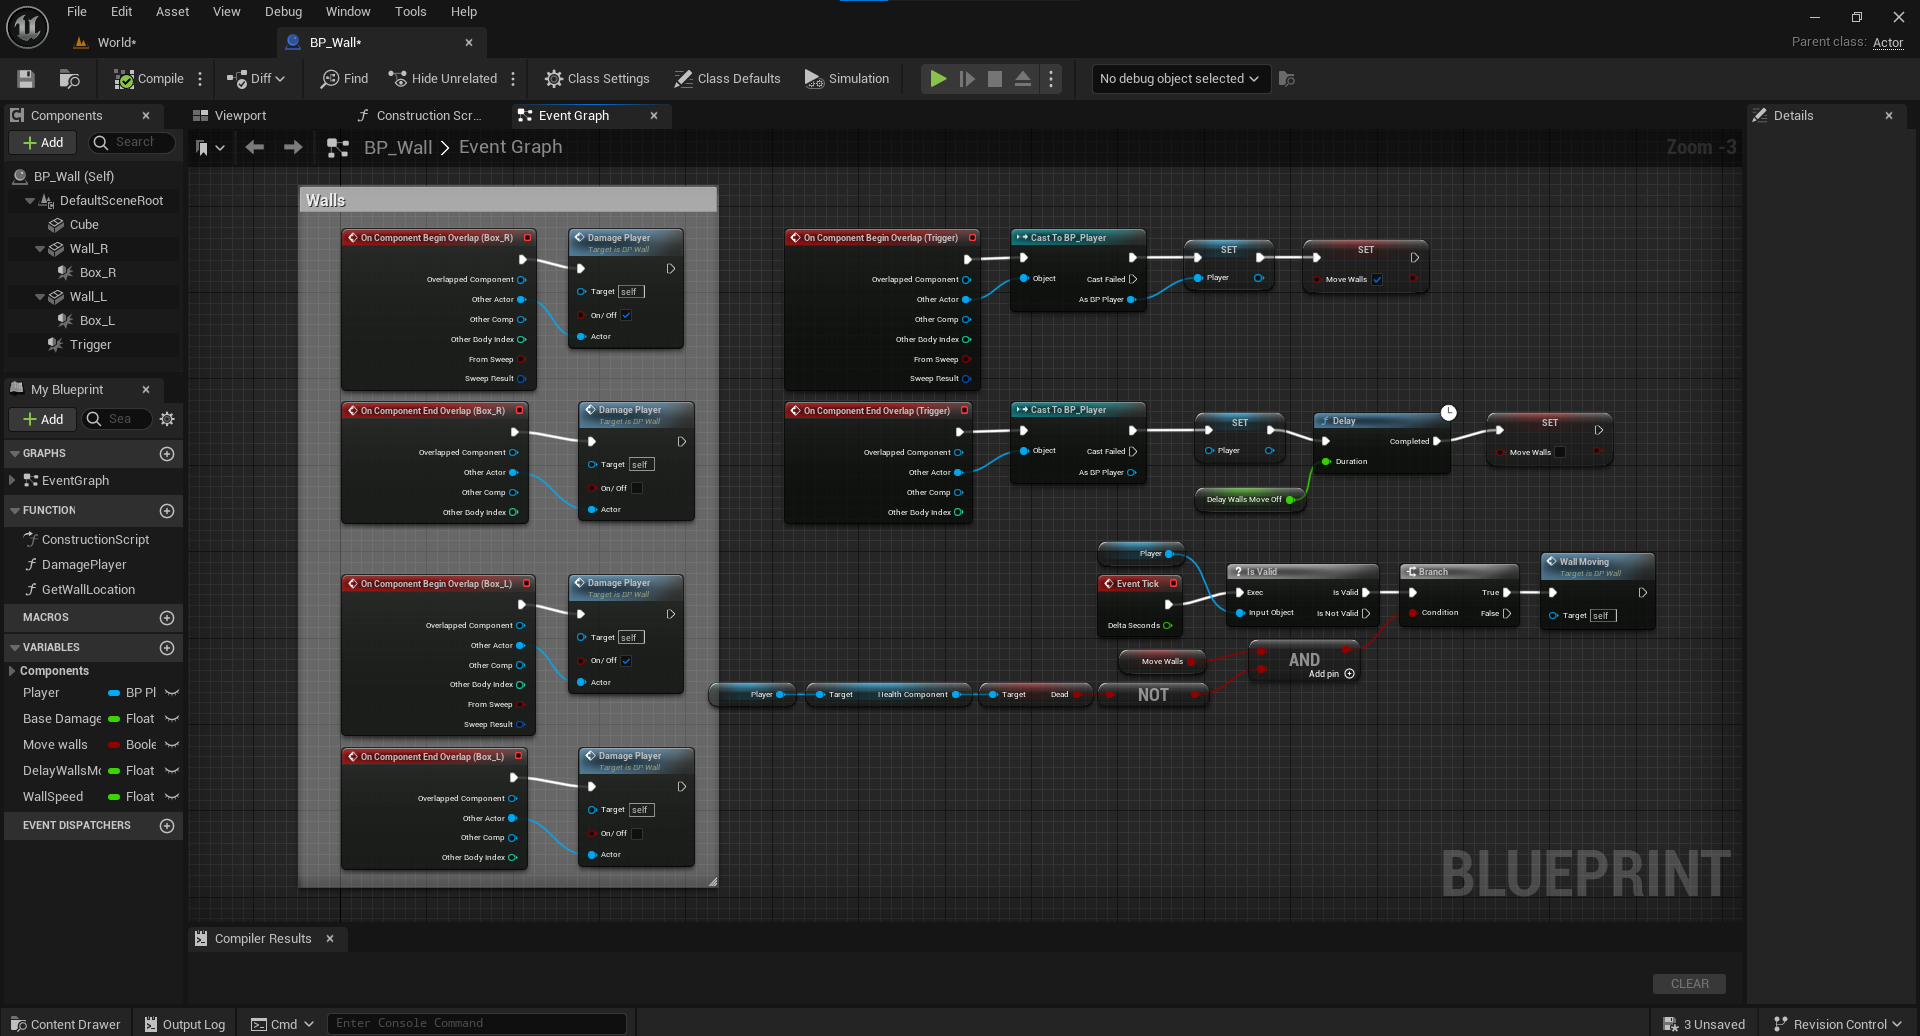 File Edit Asset View Debug Window Tools Help
World*
BP_Wall*
Parent class: Actor
Compile
Diff
Find
Hide Unrelated
Class Settings
Class Defaults
Simulation
No debug object selected
Components
Add
Search
BP_Wall (Self)
DefaultSceneRoot
Cube
Wall_R
Box_R
Wall_L
Box_L
Trigger
My Blueprint
Add
Sea
GRAPHS
EventGraph
FUNCTION
ConstructionScript
DamagePlayer
GetWallLocation
MACROS
VARIABLES
Components
Player BP Pl
Base Damage Float
Move walls Boole
DelayWallsMo Float
WallSpeed Float
EVENT DISPATCHERS
Viewport
Construction Scr...
Event Graph
BP_Wall > Event Graph
Zoom -3
Walls
On Component Begin Overlap (Box_R)
Overlapped Component
Other Actor
Other Comp
Other Body Index
From Sweep
Sweep Result
Damage Player
Target is BP Wall
Target self
On/ Off
Actor
On Component End Overlap (Box_R)
Overlapped Component
Other Actor
Other Comp
Other Body Index
Damage Player
Target is BP Wall
Target self
On/ Off
Actor
On Component Begin Overlap (Box_L)
Overlapped Component
Other Actor
Other Comp
Other Body Index
From Sweep
Sweep Result
Damage Player
Target is BP Wall
Target self
On/ Off
Actor
On Component End Overlap (Box_L)
Overlapped Component
Other Actor
Other Comp
Other Body Index
Damage Player
Target is BP Wall
Target self
On/ Off
Actor
On Component Begin Overlap (Trigger)
Overlapped Component
Other Actor
Other Comp
Other Body Index
From Sweep
Sweep Result
Cast To BP_Player
Object
Cast Failed
As BP Player
SET
Player
SET
Move Walls
On Component End Overlap (Trigger)
Overlapped Component
Other Actor
Other Comp
Other Body Index
Cast To BP_Player
Object
Cast Failed
As BP Player
SET
Player
Delay Walls Move Off
Delay
Completed
Duration
SET
Move Walls
Player
Event Tick
Delta Seconds
Is Valid
Exec
Is Valid
Input Object
Is Not Valid
Branch
True
Condition
False
Wall Moving
Target is BP Wall
Target self
Move Walls
AND
Add pin
Player
Target Health Component
Target Dead
NOT
BLUEPRINT
Compiler Results
CLEAR
Details
Content Drawer
Output Log
Cmd
Enter Console Command
3 Unsaved
Revision Control